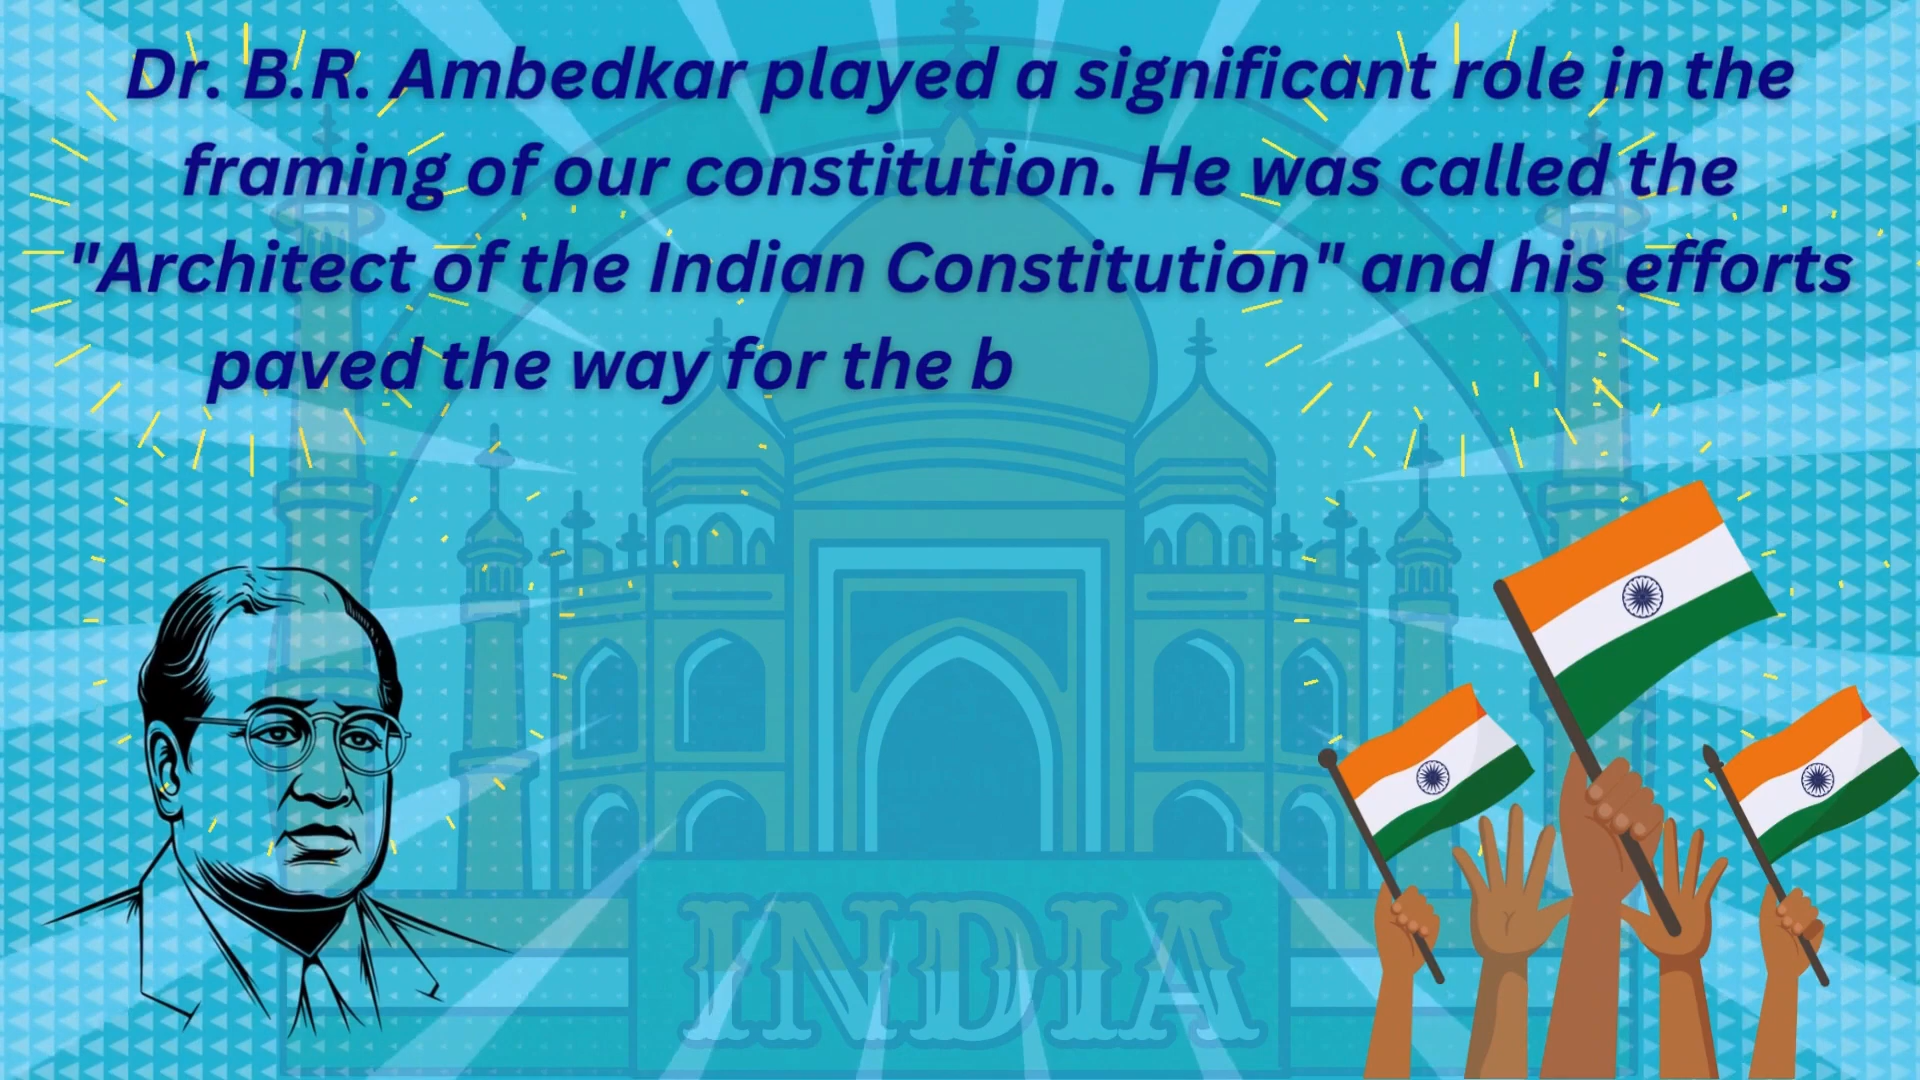 Dr. B.R. Ambedkar played a significant role in the
framing of our constitution. He was called the
"Architect of the Indian Constitution" and his efforts
paved the way for the b
INDIA